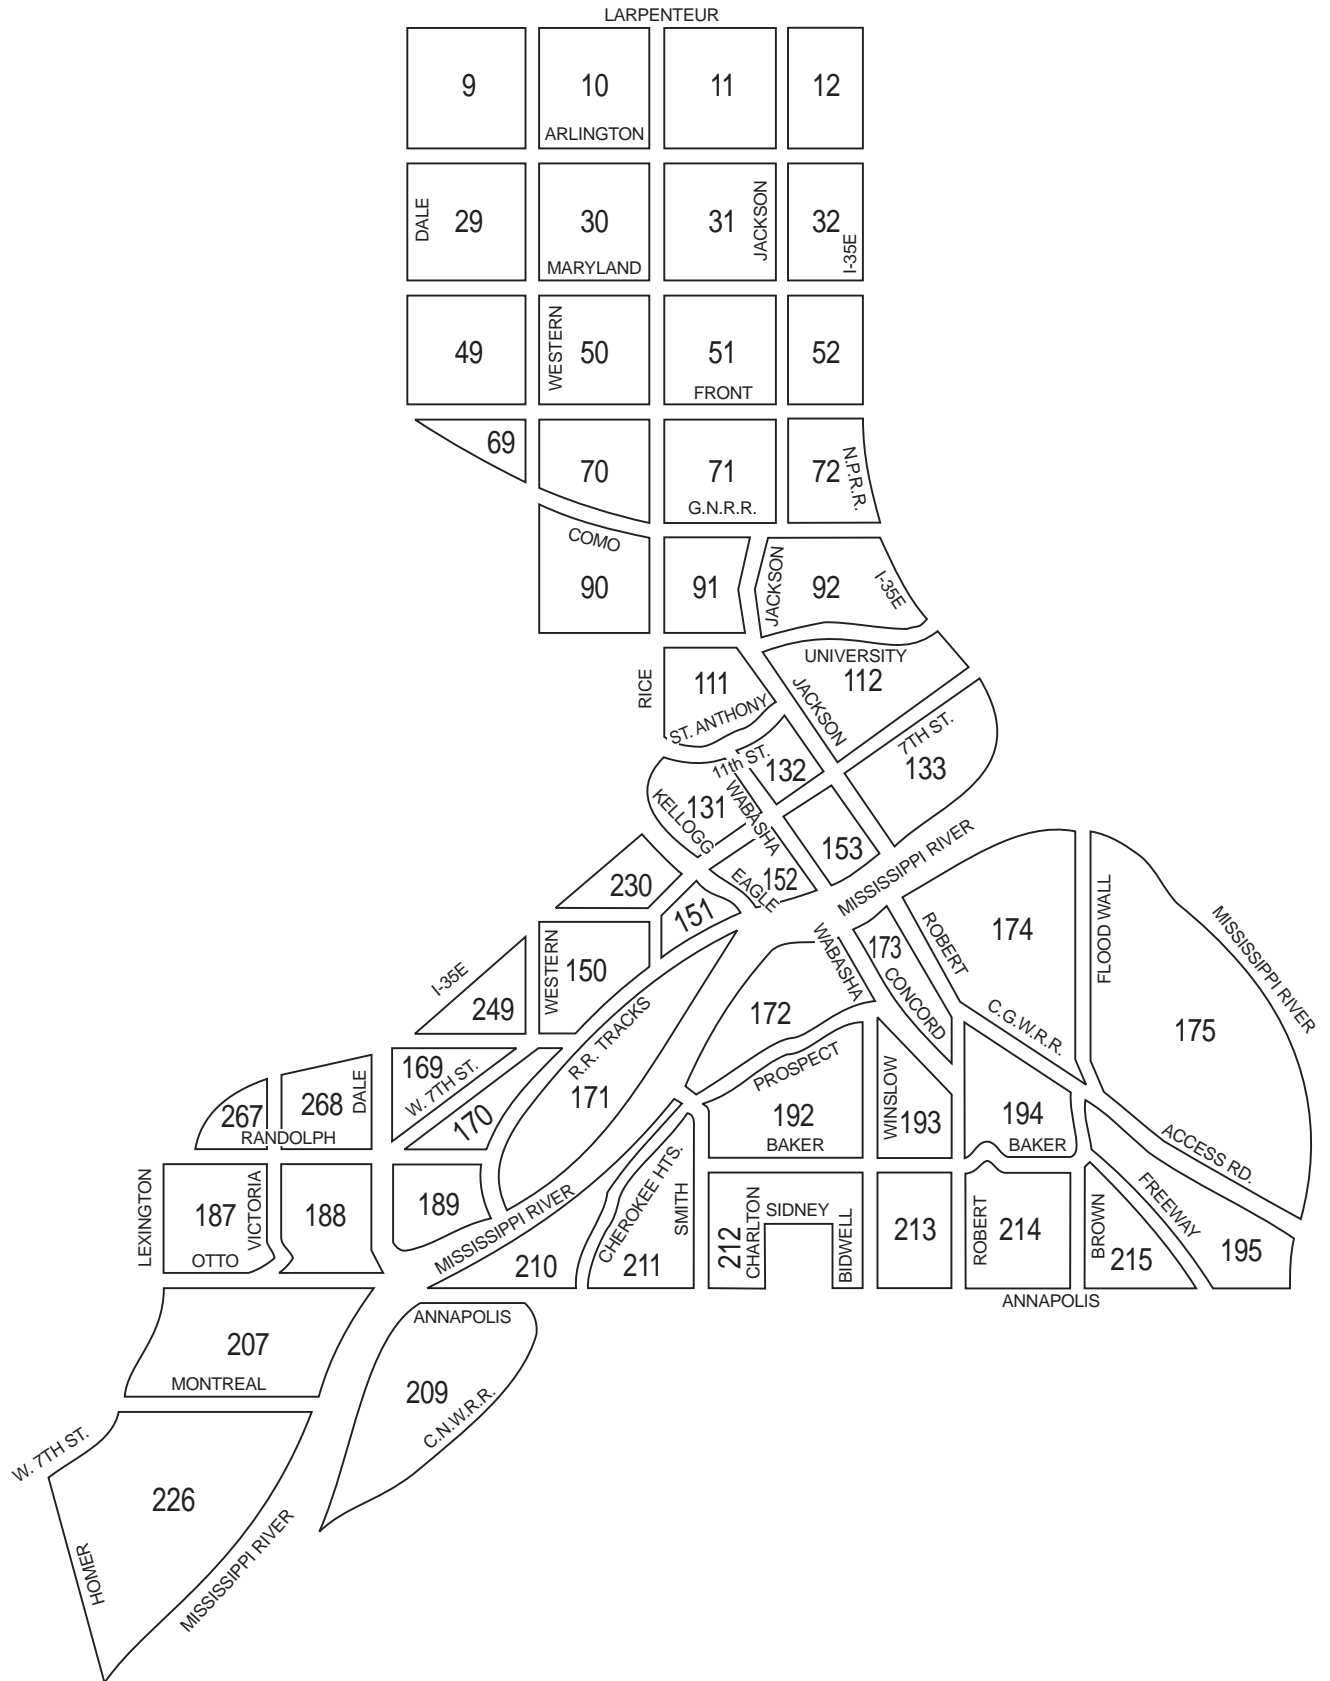 LARPENTEUR
9
10
11
12
ARLINGTON
DALE
29
30
31
JACKSON
32
I-35E
MARYLAND
49
WESTERN
50
51
52
FRONT
69
70
71
72
N.P.R.R.
G.N.R.R.
COMO
90
91
JACKSON
92
I-35E
RICE
111
ST. ANTHONY
UNIVERSITY
112
JACKSON
7TH ST.
133
11th ST.
132
KELLOGG
131
WABASHA
153
MISSISSIPPI RIVER
230
EAGLE
152
151
ROBERT
174
FLOOD WALL
MISSISSIPPI RIVER
I-35E
249
WESTERN
150
R.R. TRACKS
171
172
WABASHA
173
CONCORD
C.G.W.R.R.
175
267
268
DALE
RANDOLPH
169
W. 7TH ST.
170
PROSPECT
192
BAKER
WINSLOW
193
194
BAKER
ACCESS RD.
LEXINGTON
187
VICTORIA
OTTO
188
189
MISSISSIPPI RIVER
210
CHEROKEE HTS.
211
SMITH
212
CHARLTON
SIDNEY
BIDWELL
213
ROBERT
214
BROWN
215
FREEWAY
195
ANNAPOLIS
207
MONTREAL
ANNAPOLIS
209
C.N.W.R.R.
W. 7TH ST.
226
HOMER
MISSISSIPPI RIVER